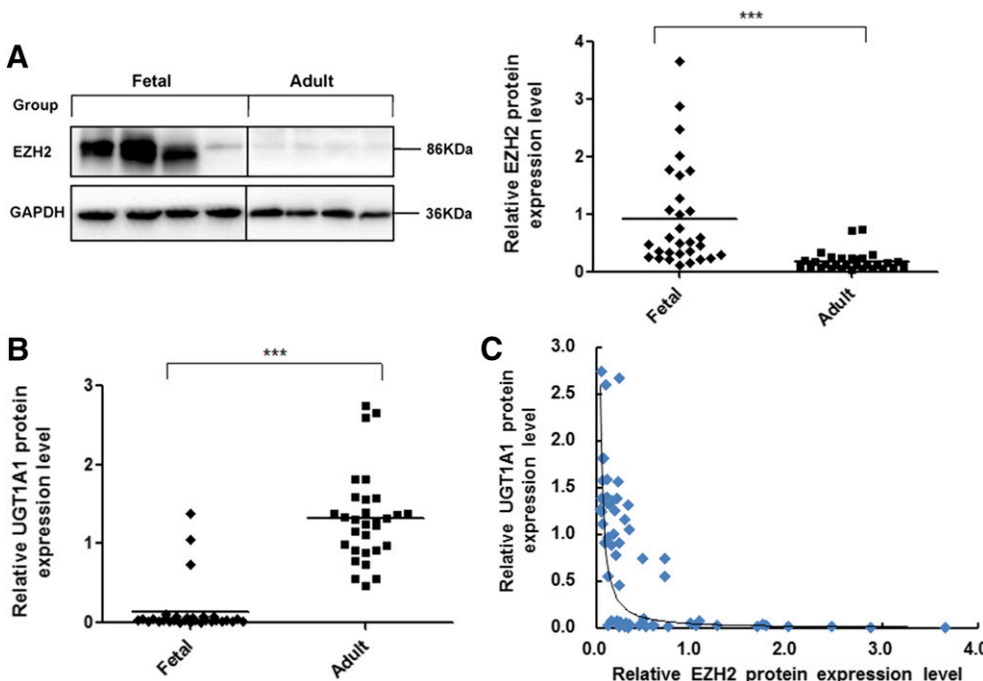 A
Fetal Adult
Group
EZH2
86KDa
GAPDH
36KDa
***
Relative EZH2 protein
expression level
4
3
2
1
0
Fetal
Adult
B
***
Relative UGT1A1 protein
expression level
3
2
1
0
Fetal
Adult
C
Relative UGT1A1 protein
expression level
3.0
2.5
2.0
1.5
1.0
0.5
0.0
0.0 1.0 2.0 3.0 4.0
Relative EZH2 protein expression level